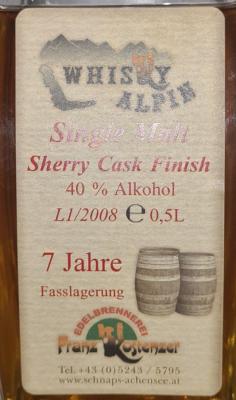 WHISKY
ALPIN
Single Malt
Sherry Cask Finish
40 % Alkohol
L1/2008 ℮ 0,5L
7 Jahre
Fasslagerung
EDELBRENNEREI
Franz Kostenzer
Tel. +43 (0)5243 / 5795
www.schnaps-achensee.at